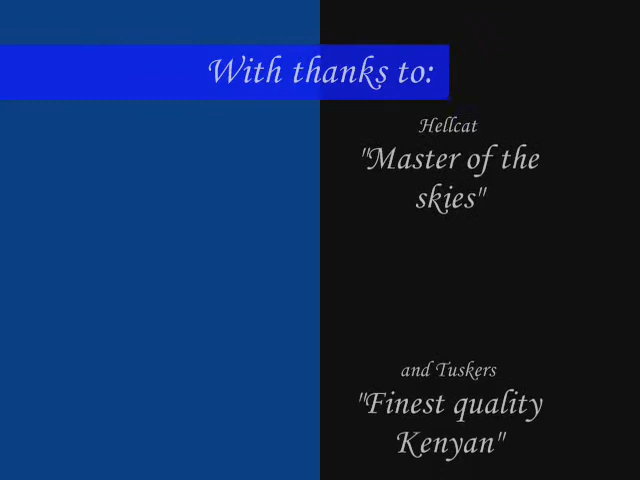 With thanks to:
Hellcat
"Master of the
skies"
and Tuskers
"Finest quality
Kenyan"